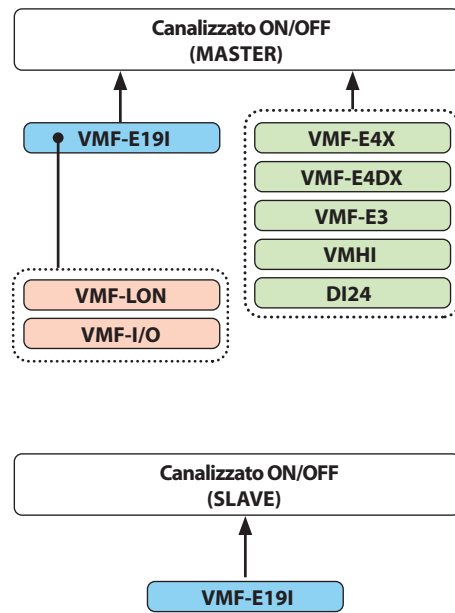 Canalizzato ON/OFF
(MASTER)
VMF-E19I
VMF-LON
VMF-I/O
VMF-E4X
VMF-E4DX
VMF-E3
VMHI
DI24
Canalizzato ON/OFF
(SLAVE)
VMF-E19I